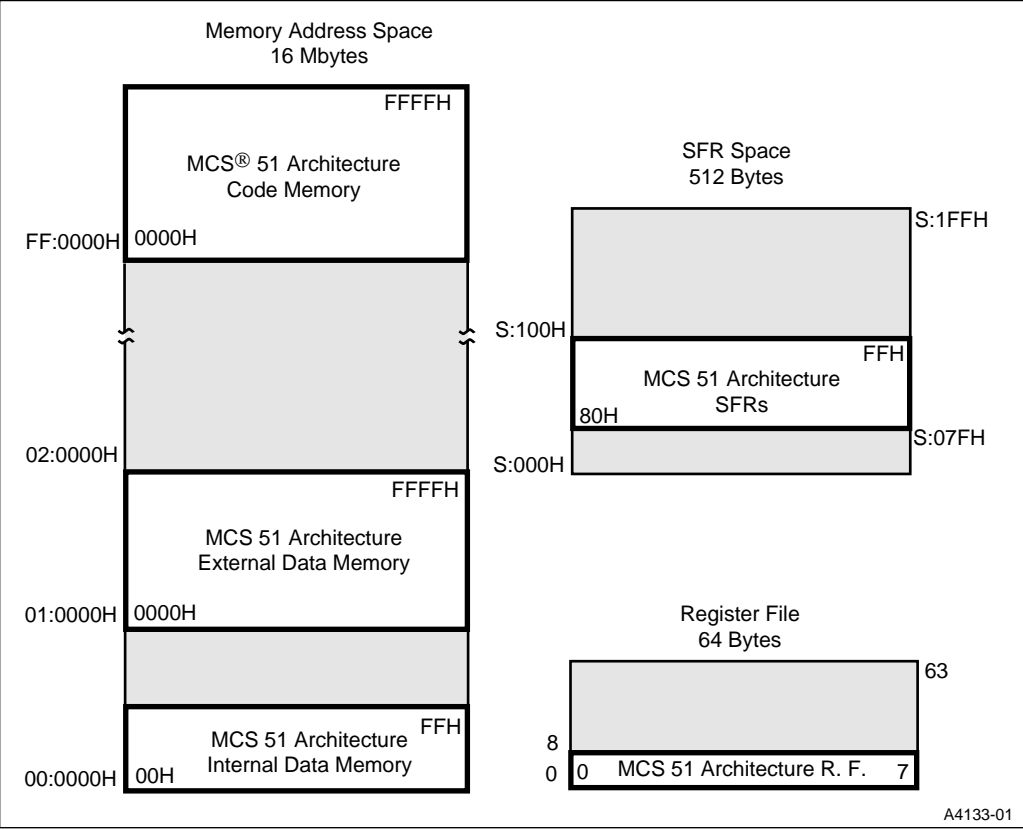 Memory Address Space
16 Mbytes
FFFFH
MCS® 51 Architecture
Code Memory
FF:0000H
0000H
02:0000H
FFFFH
MCS 51 Architecture
External Data Memory
01:0000H
0000H
FFH
MCS 51 Architecture
Internal Data Memory
00:0000H
00H
SFR Space
512 Bytes
S:1FFH
S:100H
FFH
MCS 51 Architecture
SFRs
80H
S:07FH
S:000H
Register File
64 Bytes
63
8
0
0 MCS 51 Architecture R. F. 7
A4133-01